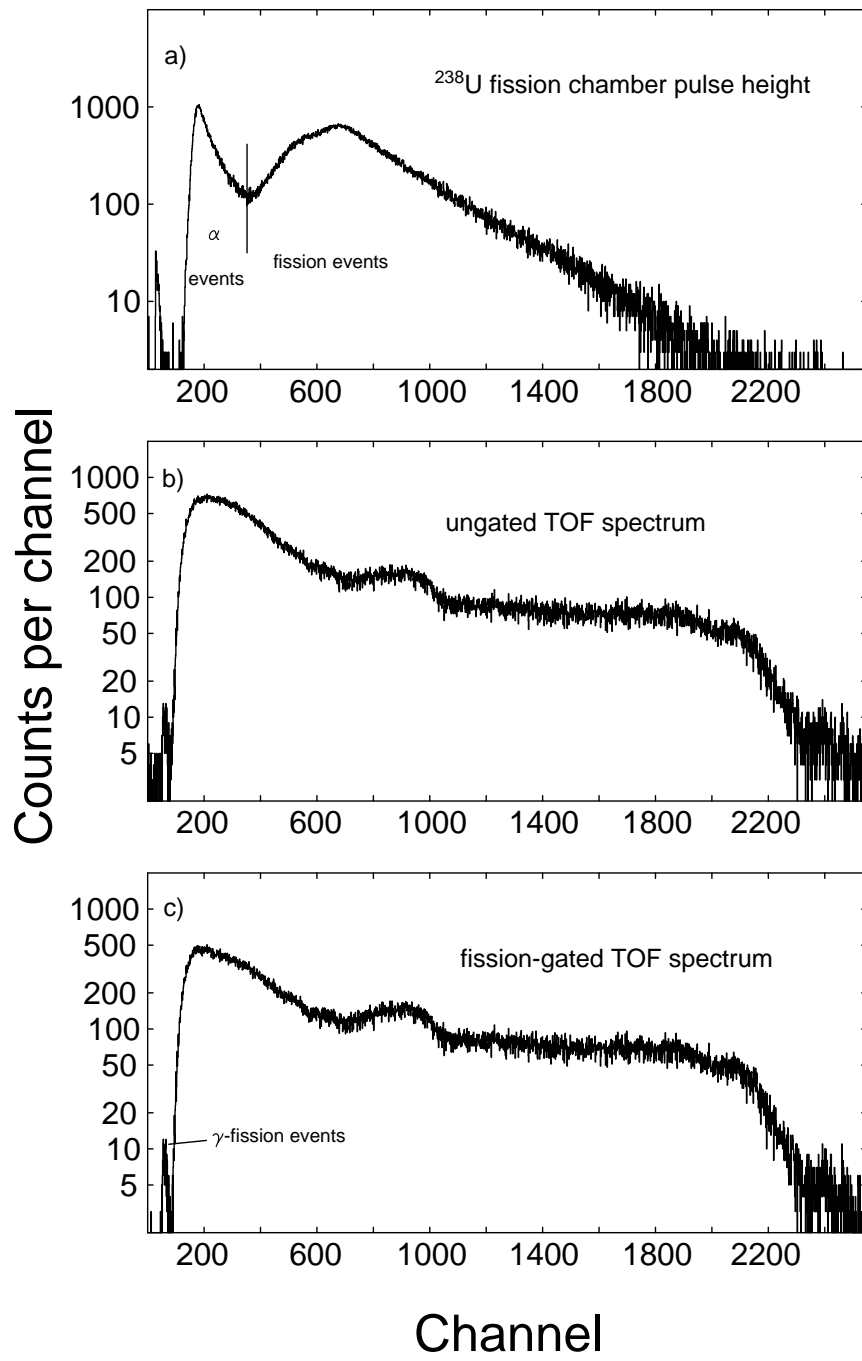 a)
²³⁸U fission chamber pulse height
1000
100
10
α
events
fission events
200 600 1000 1400 1800 2200
b)
ungated TOF spectrum
1000
500
200
100
50
20
10
5
200 600 1000 1400 1800 2200
c)
fission-gated TOF spectrum
1000
500
200
100
50
10
5
γ-fission events
200 600 1000 1400 1800 2200
Counts per channel
Channel